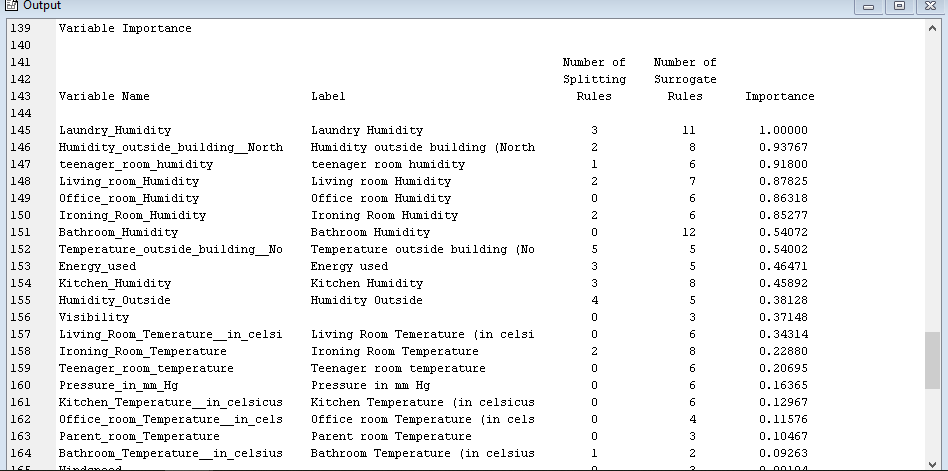 Output
139 Variable Importance
140
141 Number of Number of
142 Splitting Surrogate
143 Variable Name Label Rules Rules Importance
144
145 Laundry_Humidity Laundry Humidity 3 11 1.00000
146 Humidity_outside_building__North Humidity outside building (North 2 8 0.93767
147 teenager_room_humidity teenager room humidity 1 6 0.91800
148 Living_room_Humidity Living room Humidity 2 7 0.87825
149 Office_room_Humidity Office room Humidity 0 6 0.86318
150 Ironing_Room_Humidity Ironing Room Humidity 2 6 0.85277
151 Bathroom_Humidity Bathroom Humidity 0 12 0.54072
152 Temperature_outside_building__No Temperature outside building (No 5 5 0.54002
153 Energy_used Energy used 3 5 0.46471
154 Kitchen_Humidity Kitchen Humidity 3 8 0.45892
155 Humidity_Outside Humidity Outside 4 5 0.38128
156 Visibility 0 3 0.37148
157 Living_Room_Temerature__in_celsi Living Room Temerature (in celsi 0 6 0.34314
158 Ironing_Room_Temperature Ironing Room Temperature 2 8 0.22880
159 Teenager_room_temperature Teenager room temperature 0 6 0.20695
160 Pressure_in_mm_Hg Pressure in mm Hg 0 6 0.16365
161 Kitchen_Temperature__in_celsicus Kitchen Temperature (in celsicus 0 6 0.12967
162 Office_room_Temperature__in_cels Office room Temperature (in cels 0 4 0.11576
163 Parent_room_Temperature Parent room Temperature 0 3 0.10467
164 Bathroom_Temperature__in_celsius Bathroom Temperature (in celsius 1 2 0.09263
165 Windspeed 0 3